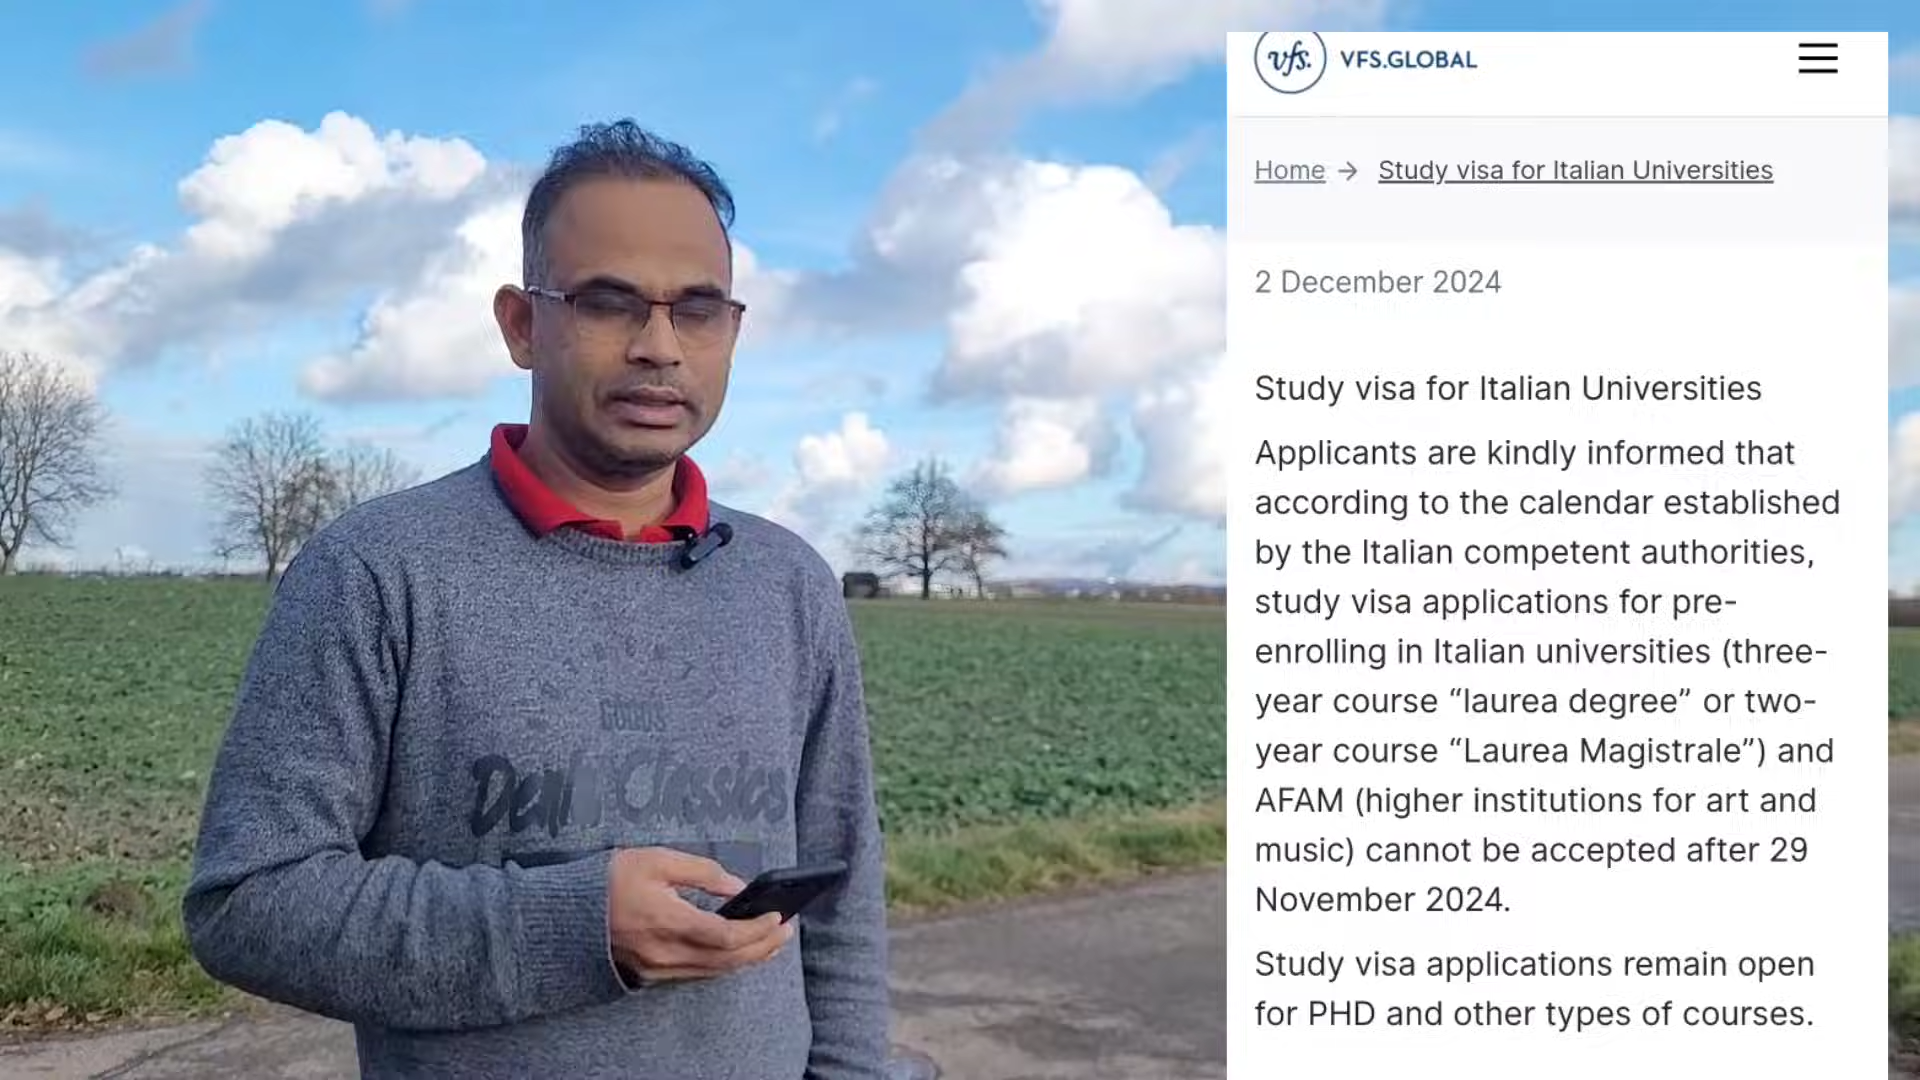 vfs. VFS.GLOBAL
Home → Study visa for Italian Universities
2 December 2024
Study visa for Italian Universities
Applicants are kindly informed that
according to the calendar established
by the Italian competent authorities,
study visa applications for pre-
enrolling in Italian universities (three-
year course “laurea degree” or two-
year course “Laurea Magistrale”) and
AFAM (higher institutions for art and
music) cannot be accepted after 29
November 2024.
Study visa applications remain open
for PHD and other types of courses.
GOODS
Denim Classics